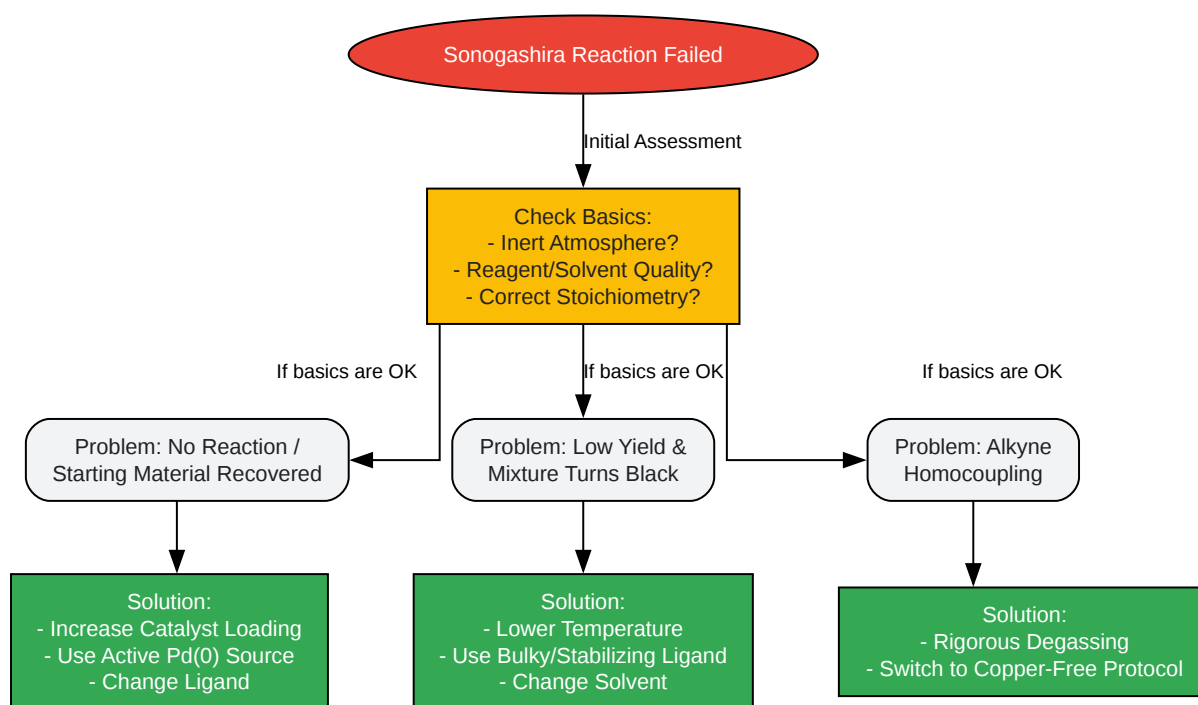 Sonogashira Reaction Failed
Initial Assessment
Check Basics:
- Inert Atmosphere?
- Reagent/Solvent Quality?
- Correct Stoichiometry?
If basics are OK
If basics are OK
If basics are OK
Problem: No Reaction /
Starting Material Recovered
Problem: Low Yield &
Mixture Turns Black
Problem: Alkyne
Homocoupling
Solution:
- Increase Catalyst Loading
- Use Active Pd(0) Source
- Change Ligand
Solution:
- Lower Temperature
- Use Bulky/Stabilizing Ligand
- Change Solvent
Solution:
- Rigorous Degassing
- Switch to Copper-Free Protocol